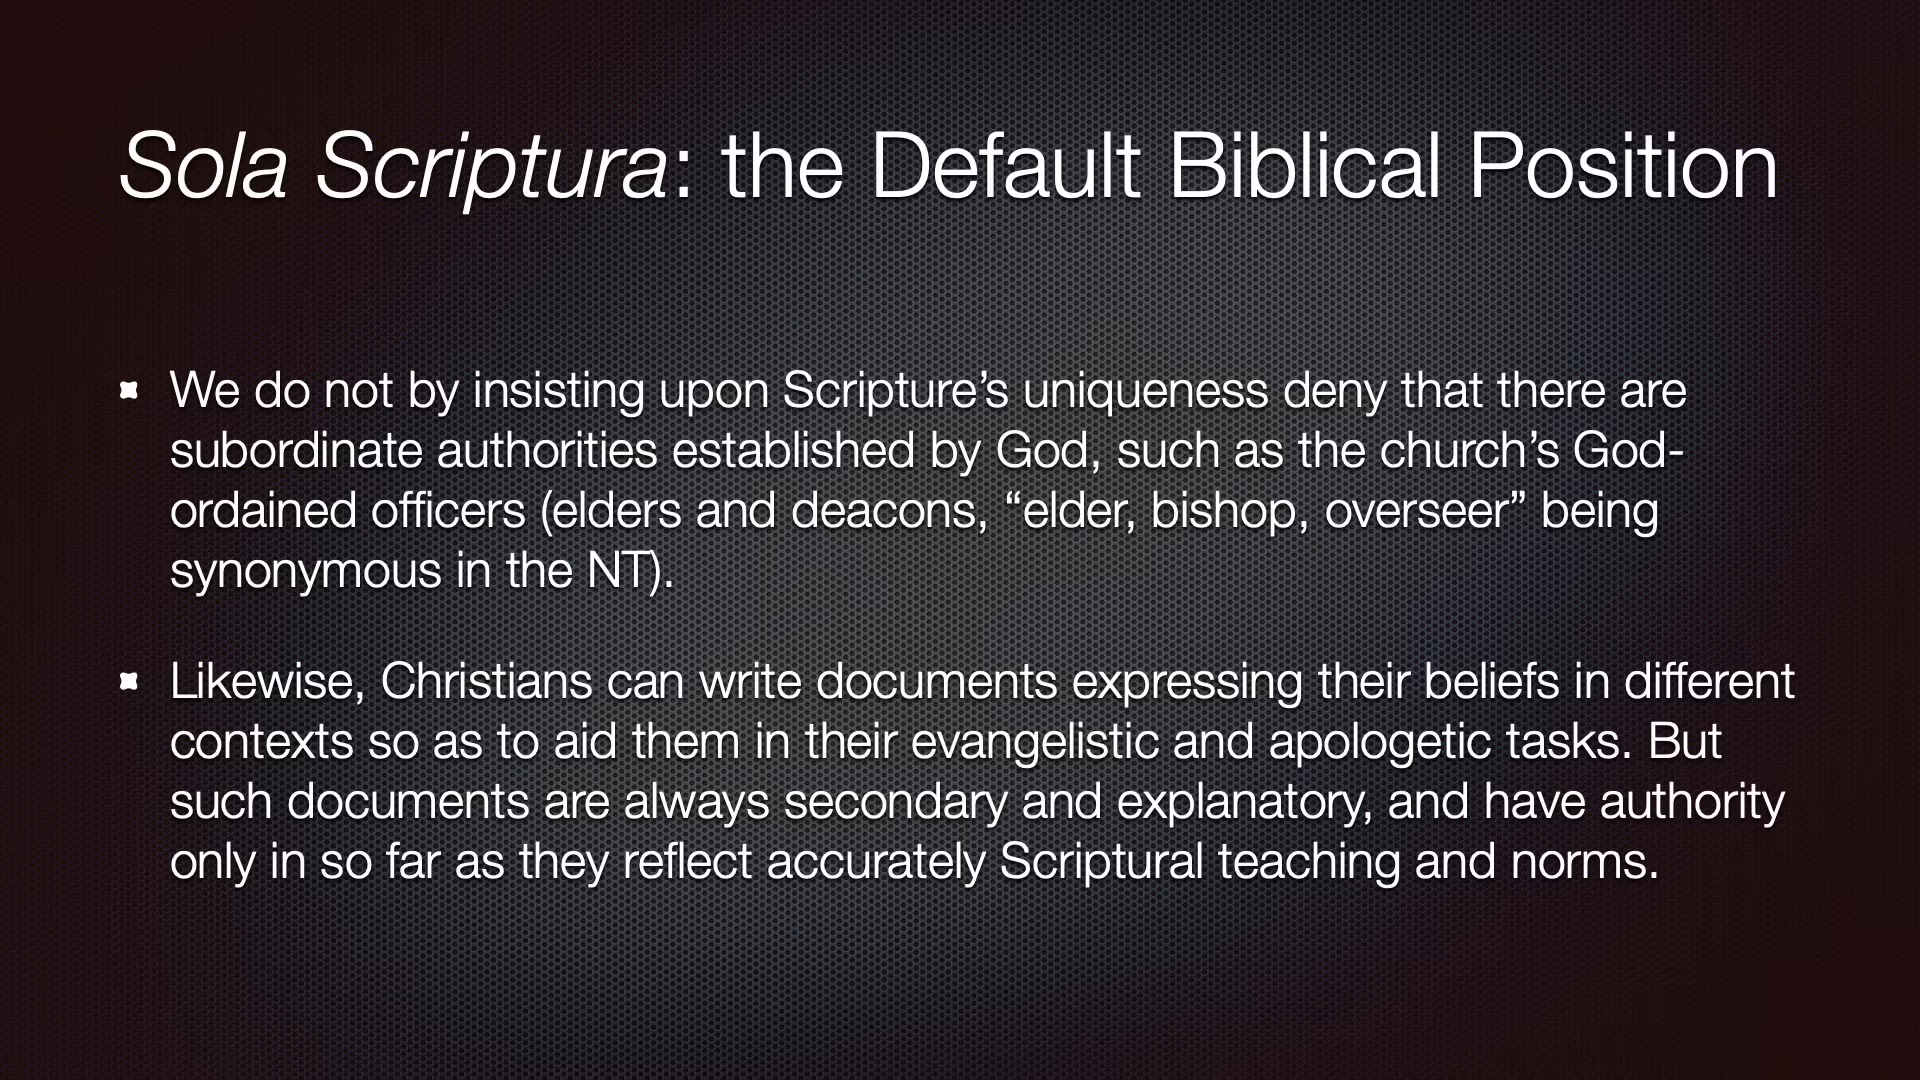 Sola Scriptura: the Default Biblical Position
We do not by insisting upon Scripture’s uniqueness deny that there are
subordinate authorities established by God, such as the church’s God-
ordained officers (elders and deacons, “elder, bishop, overseer” being
synonymous in the NT).
Likewise, Christians can write documents expressing their beliefs in different
contexts so as to aid them in their evangelistic and apologetic tasks. But
such documents are always secondary and explanatory, and have authority
only in so far as they reflect accurately Scriptural teaching and norms.